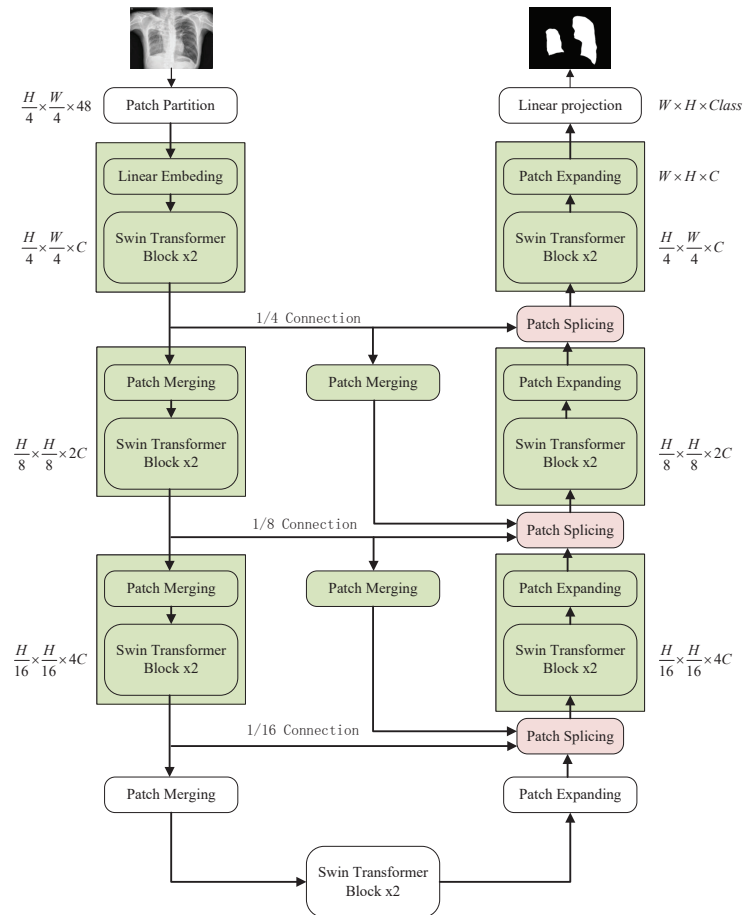 Patch Partition
Linear projection
H/4 × W/4 × 48
W × H × Class
Linear Embeding
Patch Expanding
W × H × C
Swin Transformer
Block x2
Swin Transformer
Block x2
H/4 × W/4 × C
H/4 × W/4 × C
1/4 Connection
Patch Splicing
Patch Merging
Patch Merging
Patch Expanding
Swin Transformer
Block x2
Swin Transformer
Block x2
H/8 × H/8 × 2C
H/8 × H/8 × 2C
1/8 Connection
Patch Splicing
Patch Merging
Patch Merging
Patch Expanding
Swin Transformer
Block x2
Swin Transformer
Block x2
H/16 × H/16 × 4C
H/16 × H/16 × 4C
1/16 Connection
Patch Splicing
Patch Merging
Patch Expanding
Swin Transformer
Block x2